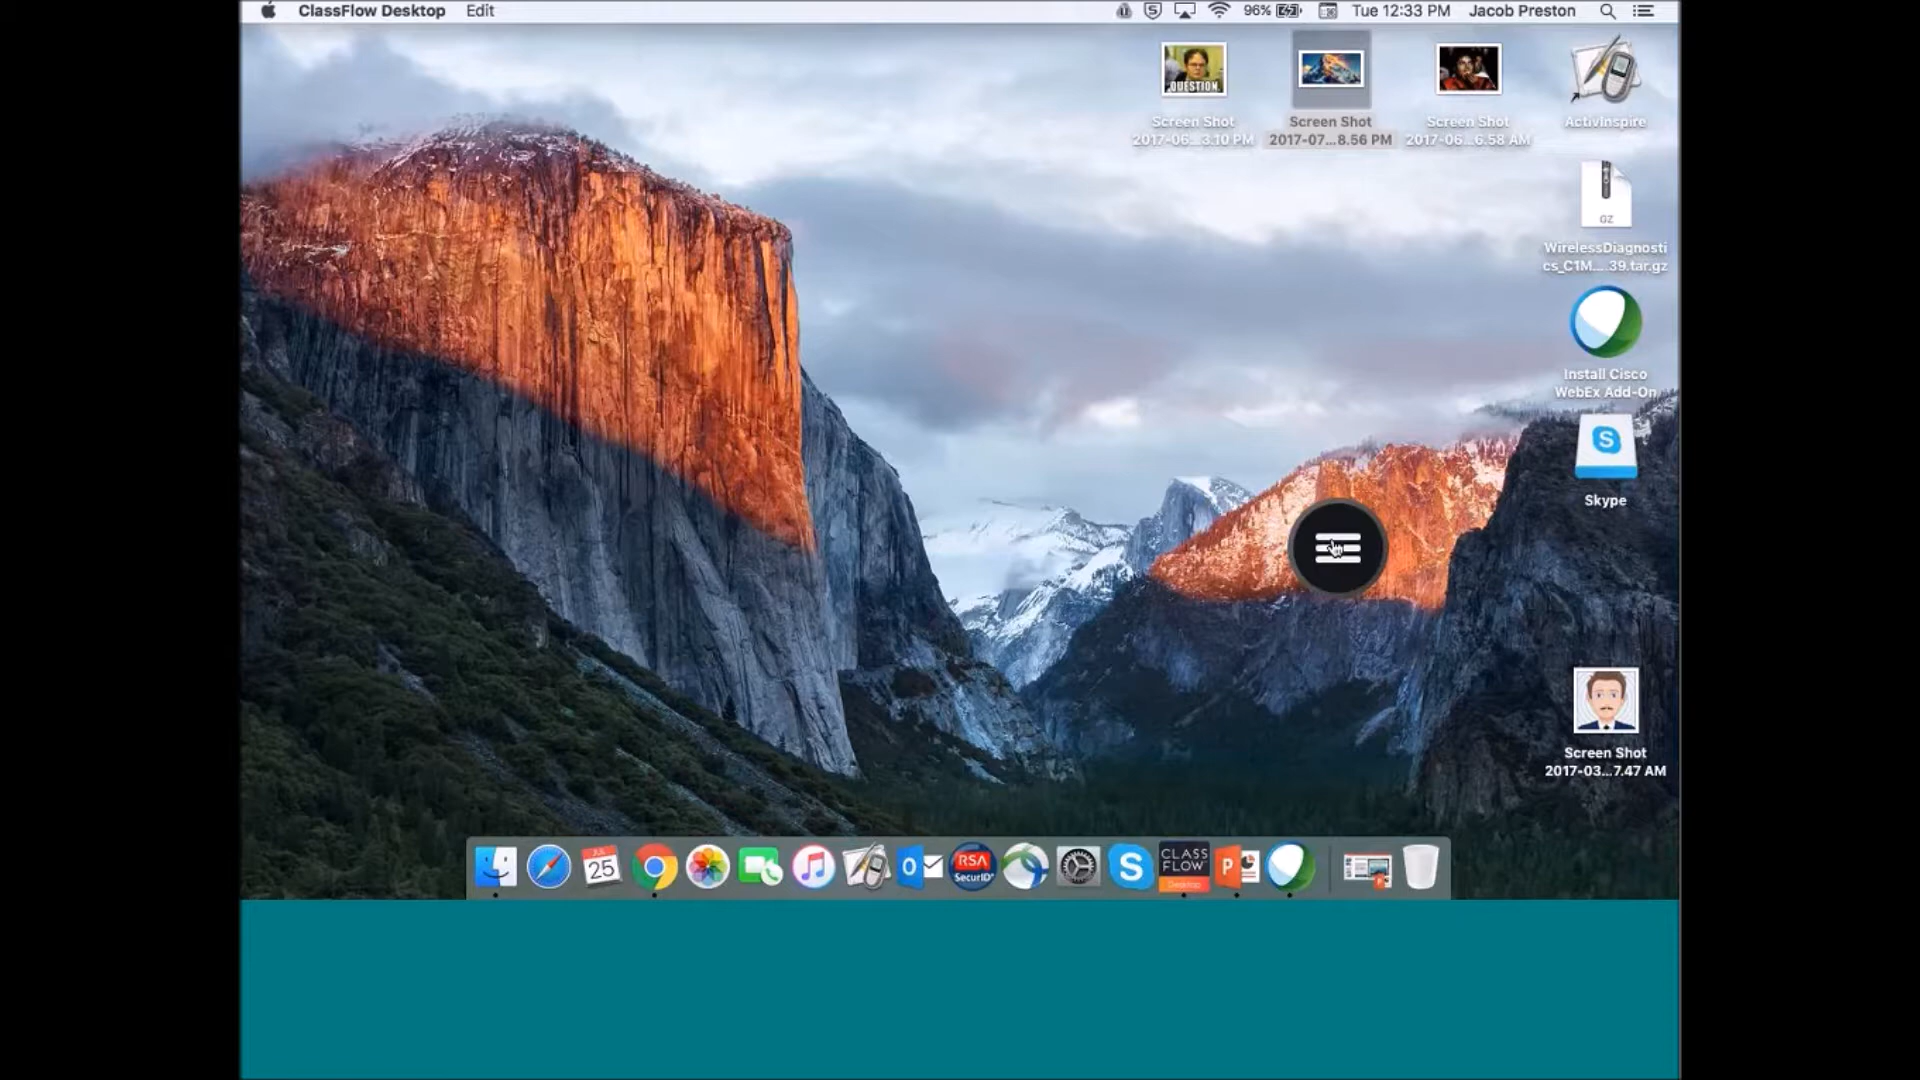 ClassFlow Desktop Edit 96% Tue 12:33 PM Jacob Preston
QUESTION.
Screen Shot
2017-06...3.10 PM
Screen Shot
2017-07...8.56 PM
Screen Shot
2017-06...6.58 AM
ActivInspire
GZ
WirelessDiagnosti
cs_C1M....39.tar.gz
Install Cisco
WebEx Add-On
S
Skype
Screen Shot
2017-03...7.47 AM
JUL
25
O
RSA
SecurID
S
CLASS
FLOW
Desktop
P